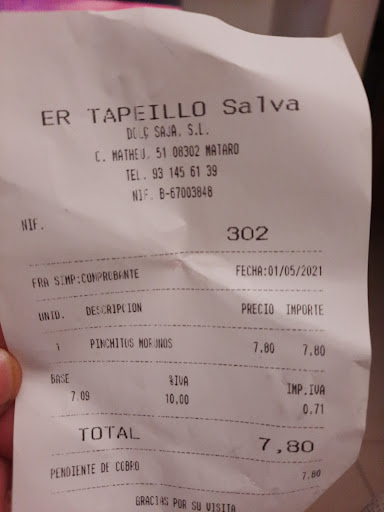 ER TAPEILLO Salva
DOLÇ SAJA, S.L.
C. MATHEU, 51 08302 MATARO
TEL. 93 145 61 39
NIF. B-67003848
NIF.
302
FRA SIMP:COMPROBANTE FECHA:01/05/2021
UNID. DESCRIPCION PRECIO IMPORTE
1 PINCHITOS MORUNOS 7,80 7,80
BASE %IVA IMP.IVA
7.09 10,00 0,71
TOTAL 7,80
PENDIENTE DE COBRO 7,80
GRACIAS POR SU VISITA